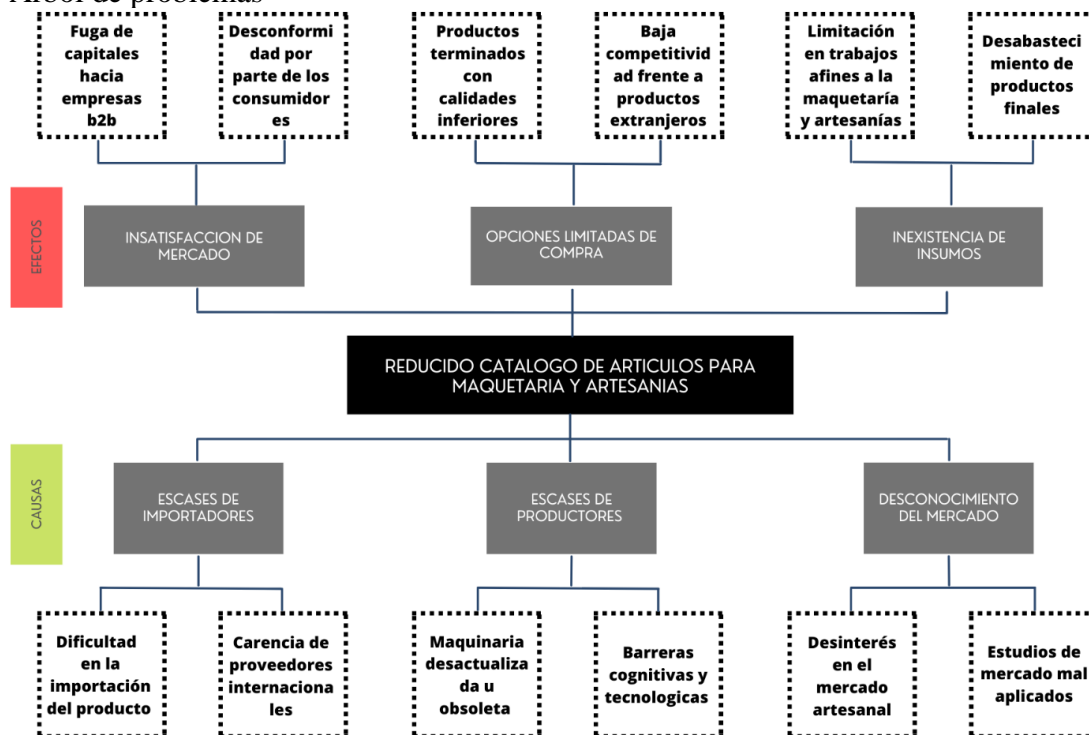 Árbol de problemas
Fuga de
capitales
hacia
empresas
b2b
Desconformi
dad por
parte de los
consumidor
es
Productos
terminados
con
calidades
inferiores
Baja
competitivid
ad frente a
productos
extranjeros
Limitación
en trabajos
afines a la
maquetaría
y artesanías
Desabasteci
miento de
productos
finales
EFECTOS
INSATISFACCION DE
MERCADO
OPCIONES LIMITADAS DE
COMPRA
INEXISTENCIA DE
INSUMOS
REDUCIDO CATALOGO DE ARTICULOS PARA
MAQUETARIA Y ARTESANIAS
CAUSAS
ESCASES DE
IMPORTADORES
ESCASES DE
PRODUCTORES
DESCONOCIMIENTO
DEL MERCADO
Dificultad
en la
importación
del producto
Carencia de
proveedores
internaciona
les
Maquinaria
desactualiza
da u
obsoleta
Barreras
cognitivas y
tecnologicas
Desinterés
en el
mercado
artesanal
Estudios de
mercado mal
aplicados